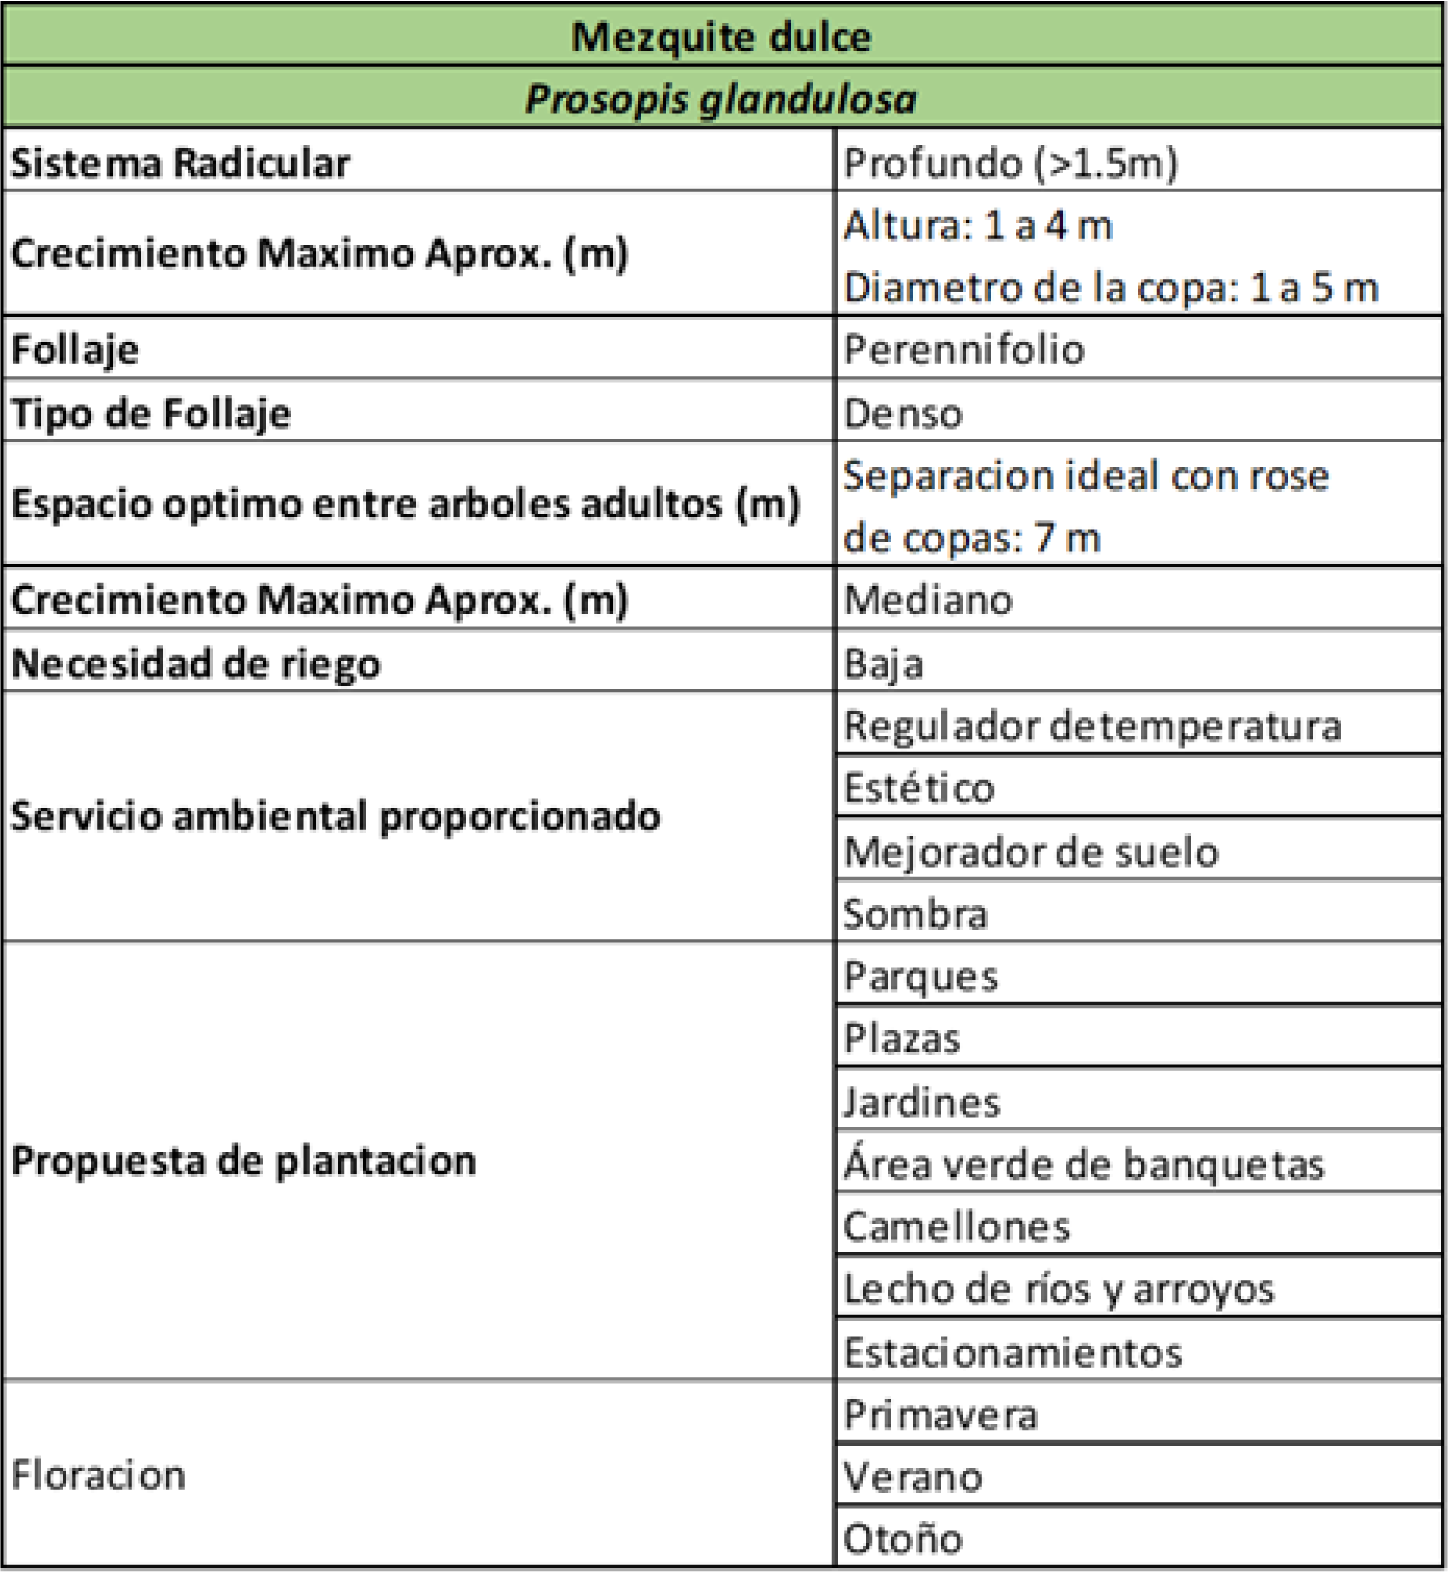 Mezquite dulce
Prosopis glandulosa
Sistema Radicular
Profundo (>1.5m)
Crecimiento Maximo Aprox. (m)
Altura: 1 a 4 m
Diametro de la copa: 1 a 5 m
Follaje
Perennifolio
Tipo de Follaje
Denso
Espacio optimo entre arboles adultos (m)
Separacion ideal con rose
de copas: 7 m
Crecimiento Maximo Aprox. (m)
Mediano
Necesidad de riego
Baja
Servicio ambiental proporcionado
Regulador de temperatura
Estético
Mejorador de suelo
Sombra
Propuesta de plantacion
Parques
Plazas
Jardines
Área verde de banquetas
Camellones
Lecho de ríos y arroyos
Estacionamientos
Floracion
Primavera
Verano
Otoño